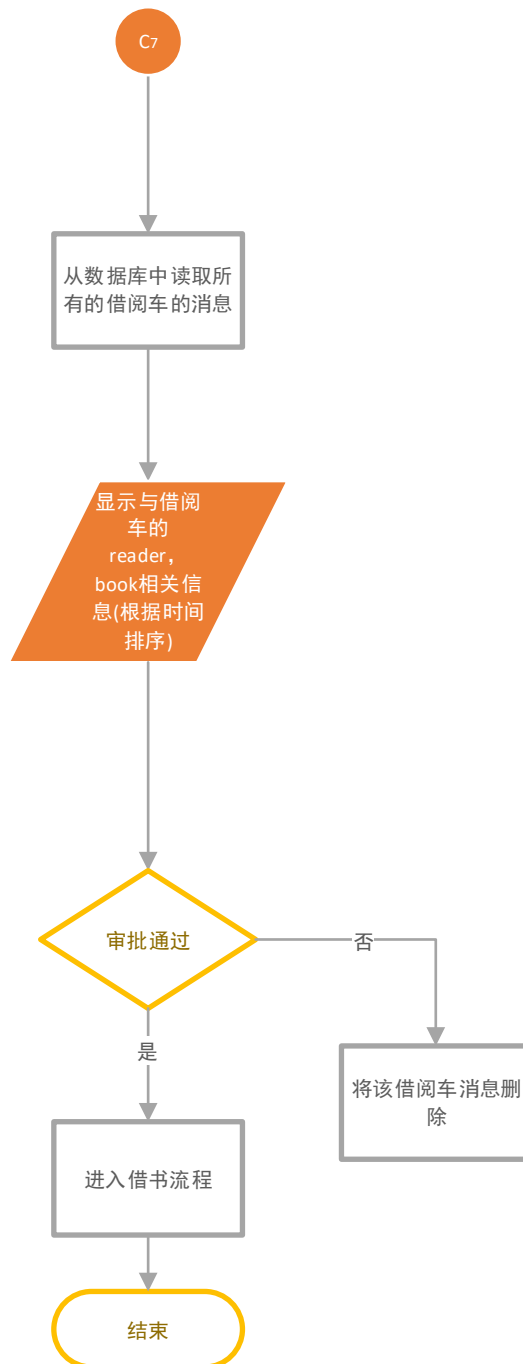 C7
从数据库中读取所
有的借阅车的消息
显示与借阅
车的
reader，
book相关信
息(根据时间
排序)
审批通过
否
是
将该借阅车消息删
除
进入借书流程
结束